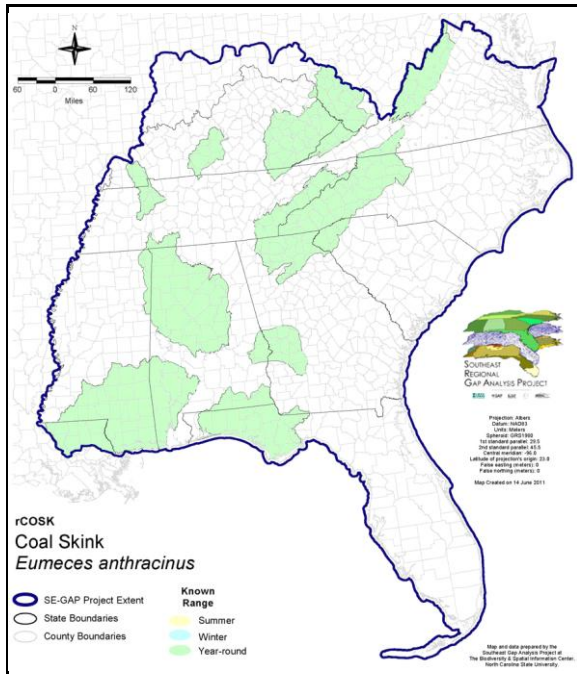 N
60 0 60 120
Miles
SOUTHEAST
REGIONAL
GAP ANALYSIS PROJECT
Projection: Albers
Datum: NAD83
Units: Meters
Spheroid: GRS1980
1st standard parallel: 29.5
2nd standard parallel: 45.5
Central meridian: -96.0
Latitude of projection's origin: 23.0
False easting (meters): 0
False northing (meters): 0
Map Created on 14 June 2011
rCOSK
Coal Skink
Eumeces anthracinus
SE-GAP Project Extent
State Boundaries
County Boundaries
Known
Range
Summer
Winter
Year-round
Map and data prepared by the
Southeast Gap Analysis Project at
The Biodiversity & Spatial Information Center,
North Carolina State University.